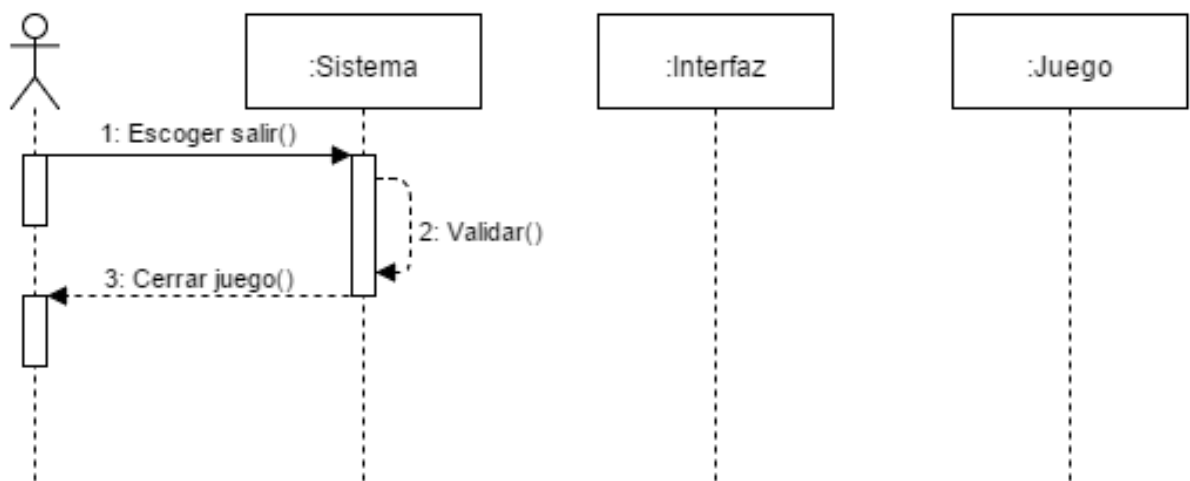 :Sistema
:Interfaz
:Juego
1: Escoger salir()
2: Validar()
3: Cerrar juego()